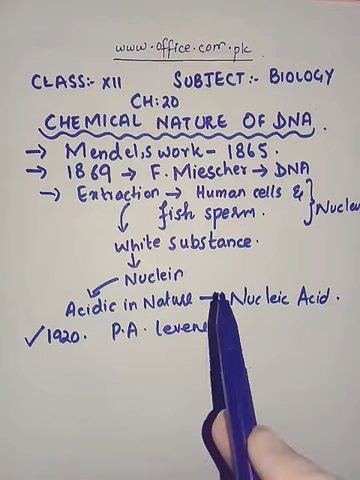 www.office.com.pk
CLASS:- XII SUBJECT:- BIOLOGY
CH:20
CHEMICAL NATURE OF DNA
→ Mendel,s work - 1865.
→ 1869 → F. Miescher → DNA
→ Extraction → Human cells &
fish sperm. } Nucleu
White substance.
Nuclein
Acidic in Nature → Nucleic Acid.
✓1920. P.A. Levene